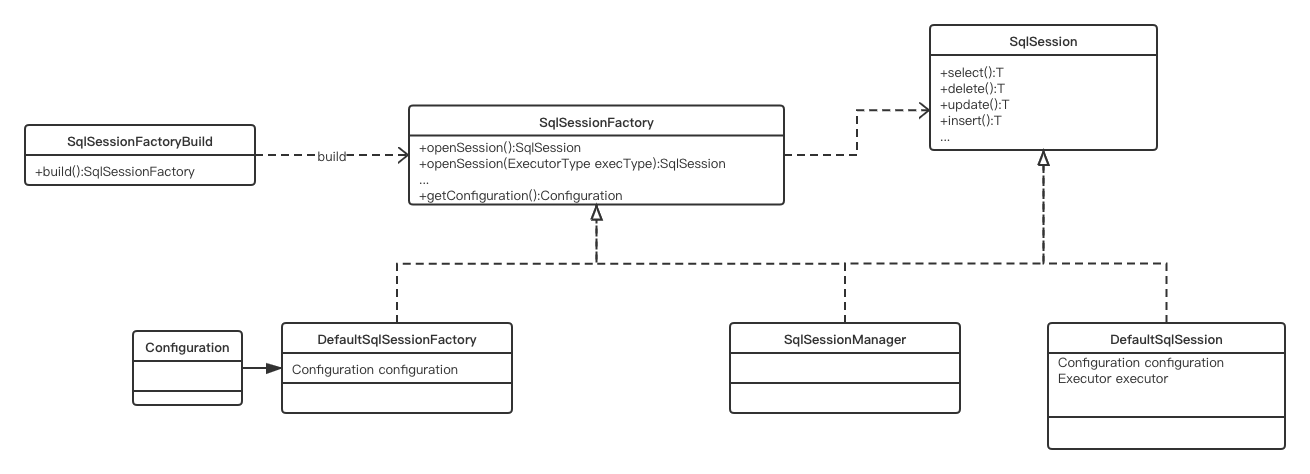 SqlSession
+select():T
+delete():T
+update():T
+insert():T
...
SqlSessionFactoryBuild
+build():SqlSessionFactory
build
SqlSessionFactory
+openSession():SqlSession
+openSession(ExecutorType execType):SqlSession
...
+getConfiguration():Configuration
Configuration
DefaultSqlSessionFactory
Configuration configuration
SqlSessionManager
DefaultSqlSession
Configuration configuration
Executor executor